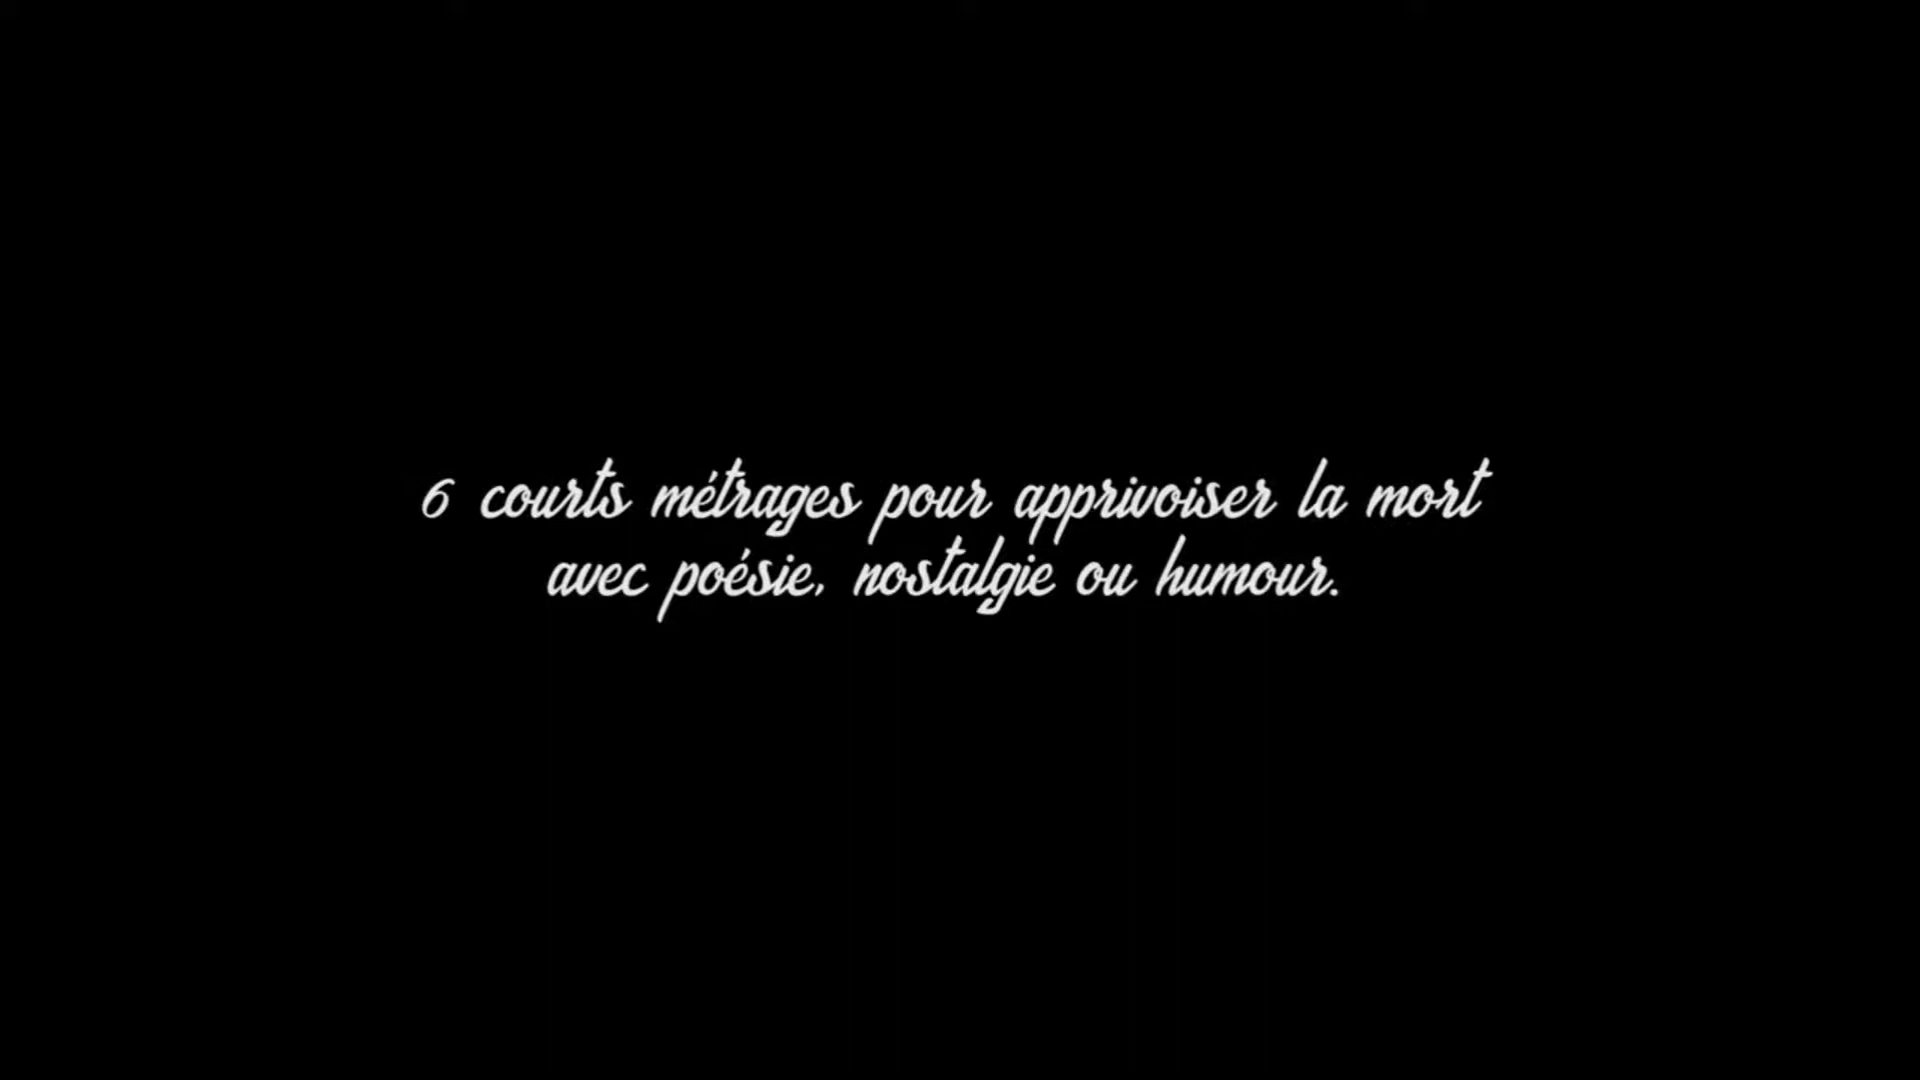 6 courts métrages pour apprivoiser la mort
avec poésie, nostalgie ou humour.